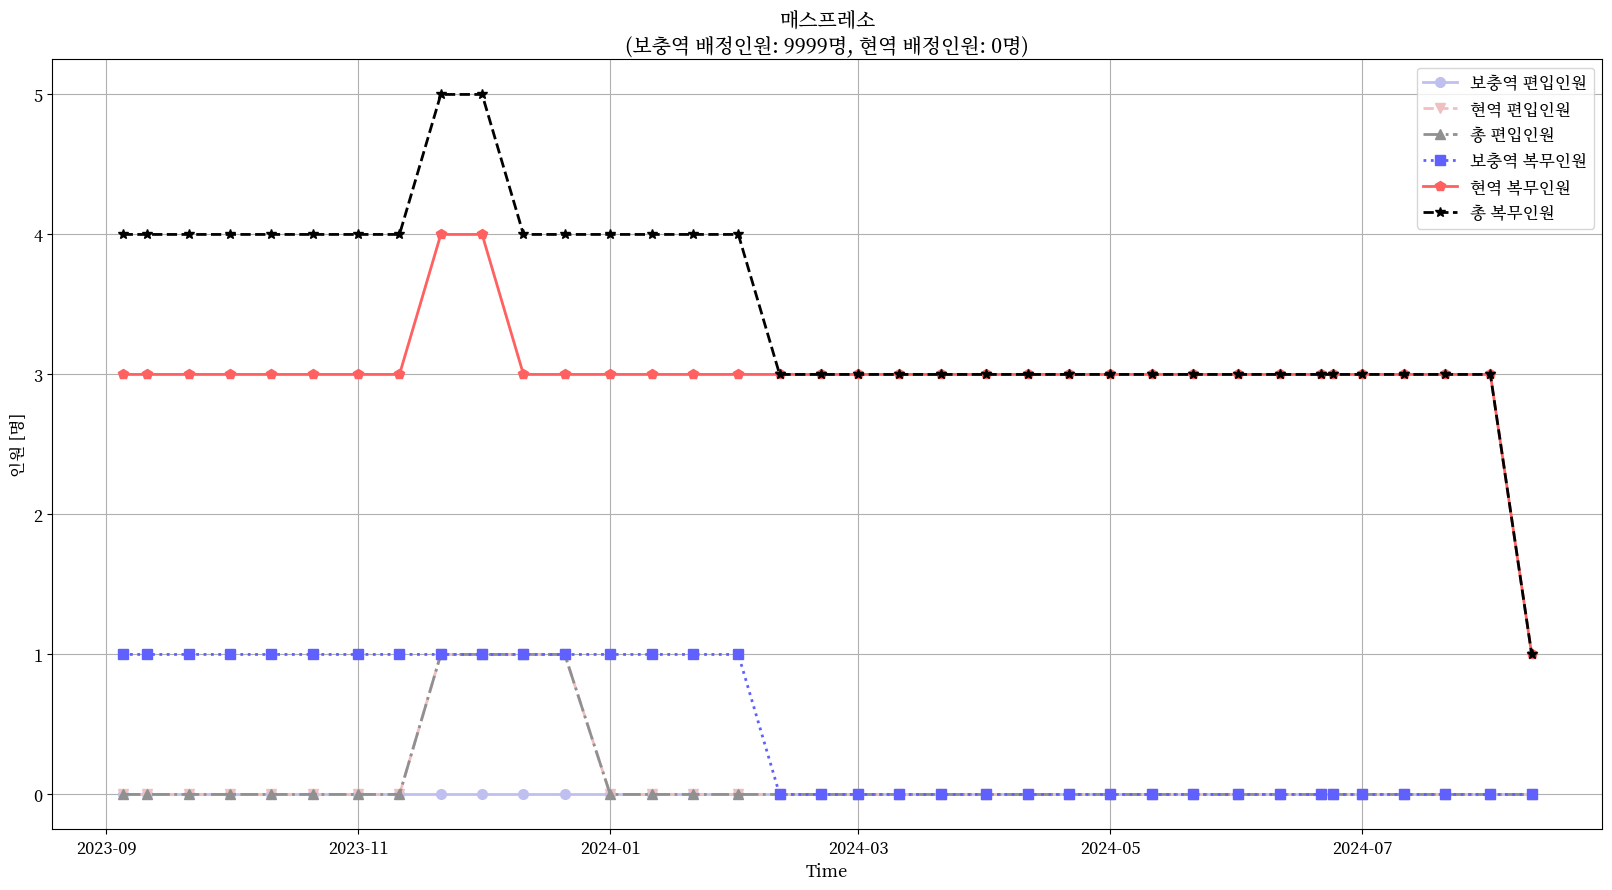 매스프레소
(보충역 배정인원: 9999명, 현역 배정인원: 0명)
보충역 편입인원
현역 편입인원
총 편입인원
보충역 복무인원
현역 복무인원
총 복무인원
인원 [명]
5
4
3
2
1
0
2023-09
2023-11
2024-01
2024-03
2024-05
2024-07
Time